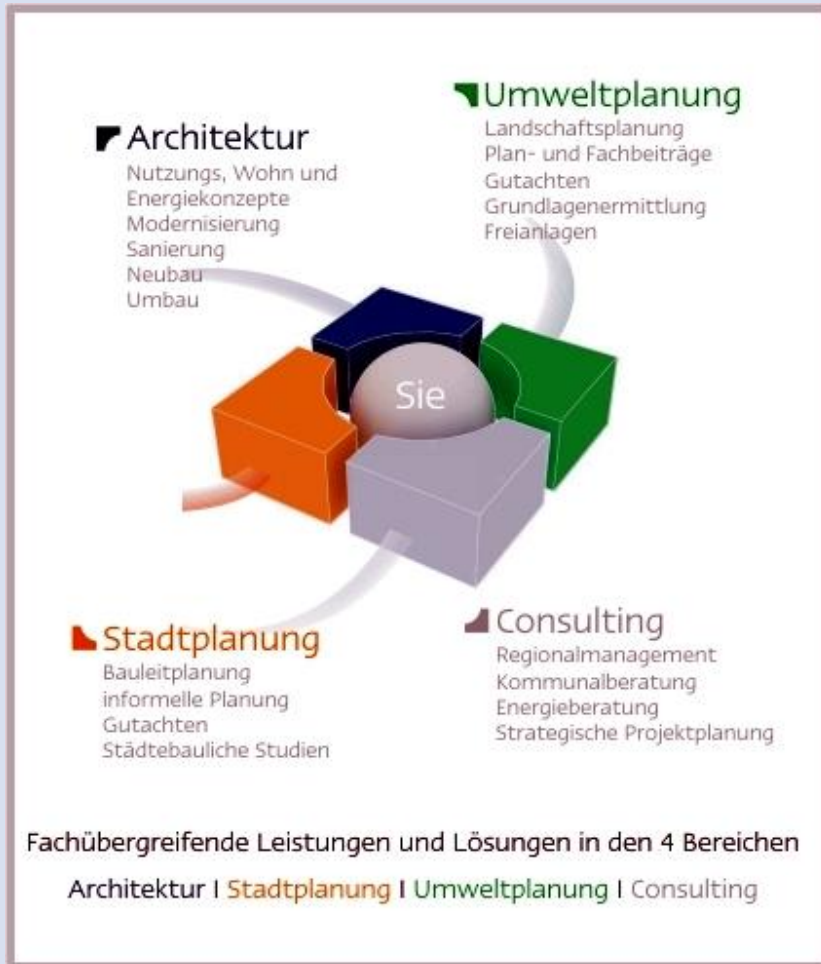 Architektur
Nutzungs, Wohn und
Energiekonzepte
Modernisierung
Sanierung
Neubau
Umbau
Umweltplanung
Landschaftsplanung
Plan- und Fachbeiträge
Gutachten
Grundlagenermittlung
Freianlagen
Sie
Stadtplanung
Bauleitplanung
informelle Planung
Gutachten
Städtebauliche Studien
Consulting
Regionalmanagement
Kommunalberatung
Energieberatung
Strategische Projektplanung
Fachübergreifende Leistungen und Lösungen in den 4 Bereichen
Architektur | Stadtplanung | Umweltplanung | Consulting